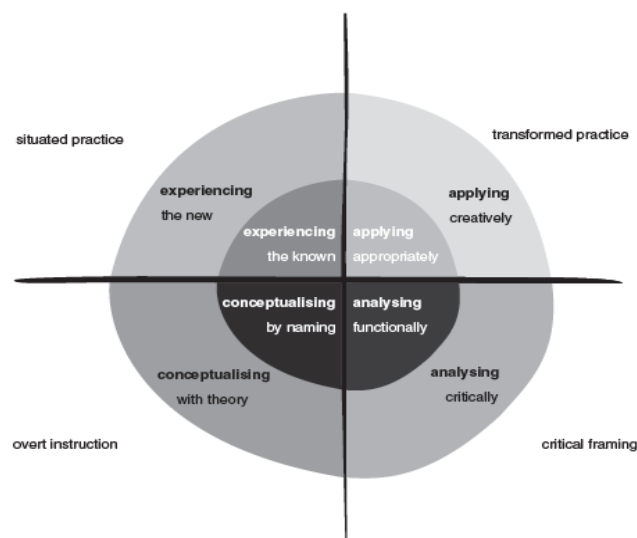 situated practice
transformed practice
experiencing
the new
applying
creatively
experiencing
the known
applying
appropriately
conceptualising
by naming
analysing
functionally
conceptualising
with theory
analysing
critically
overt instruction
critical framing